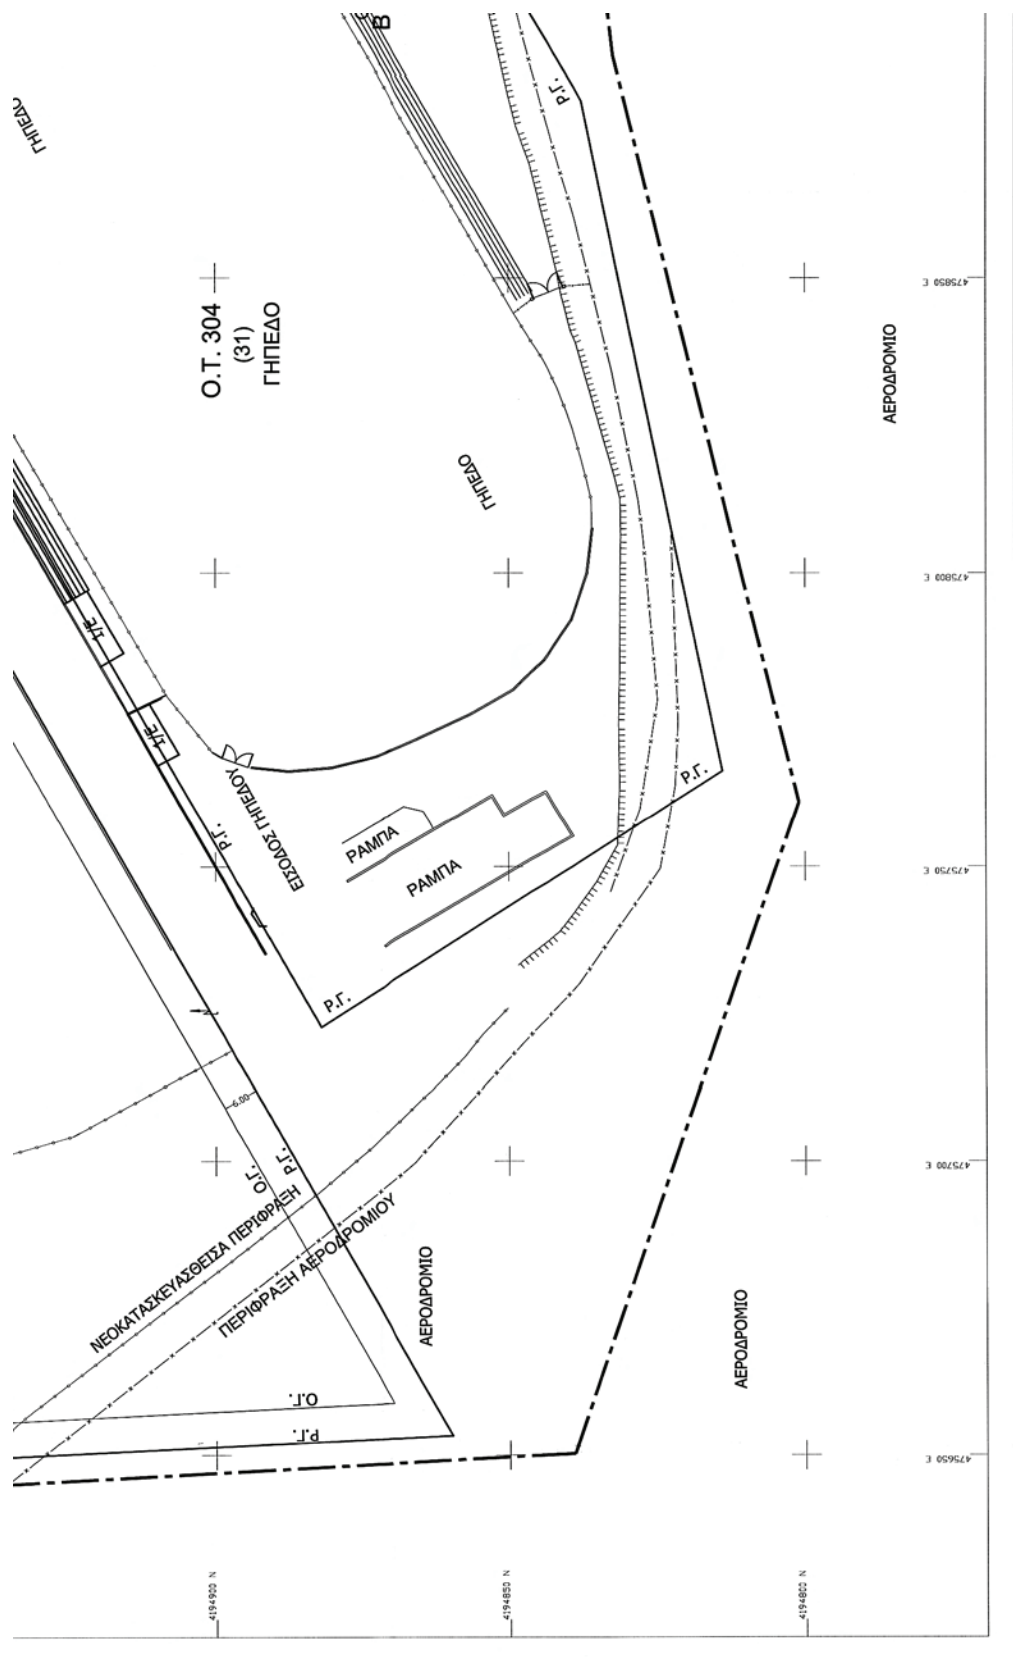 Β
Ρ.Γ.
ΓΗΠΕΔΟ
475850 E
Ο.Τ. 304
(31)
ΓΗΠΕΔΟ
ΑΕΡΟΔΡΟΜΙΟ
ΓΗΠΕΔΟ
475800 E
Ι/Ε
Ι/Ε
Ρ.Γ.
Ρ.Γ.
ΕΙΣΟΔΟΣ ΓΗΠΕΔΟΥ
ΡΑΜΠΑ
ΡΑΜΠΑ
475750 E
Ρ.Γ.
6.00
Ρ.Γ.
Ο.Γ.
475700 E
ΝΕΟΚΑΤΑΣΚΕΥΑΣΘΕΙΣΑ ΠΕΡΙΦΡΑΞΗ
ΠΕΡΙΦΡΑΞΗ ΑΕΡΟΔΡΟΜΙΟΥ
ΑΕΡΟΔΡΟΜΙΟ
ΑΕΡΟΔΡΟΜΙΟ
Ο.Γ.
Ρ.Γ.
475650 E
4194900 N
4194850 N
4194800 N